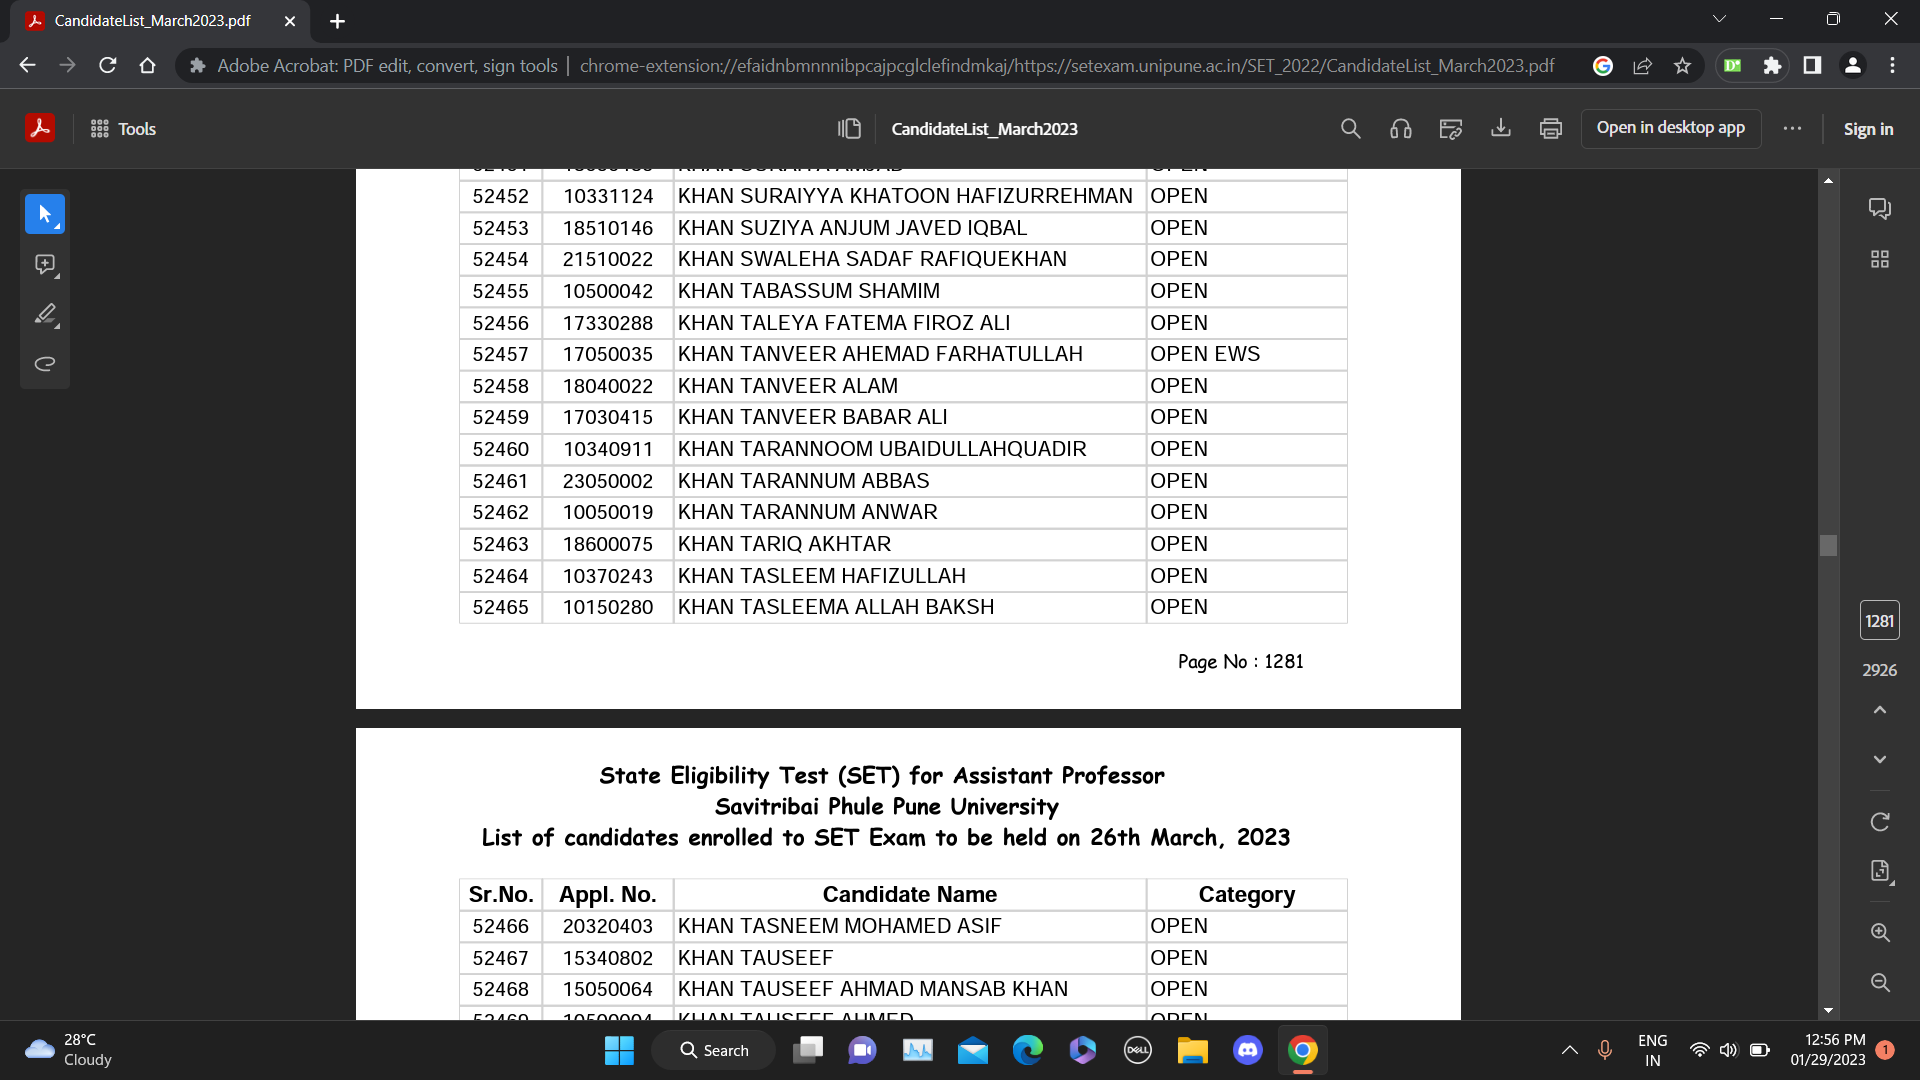 CandidateList_March2023.pdf
Adobe Acrobat: PDF edit, convert, sign tools | chrome-extension://efaidnbmnnnibpcajpcglclefindmkaj/https://setexam.unipune.ac.in/SET_2022/CandidateList_March2023.pdf
Tools
CandidateList_March2023
Open in desktop app
Sign in
52452 10331124 KHAN SURAIYYA KHATOON HAFIZURREHMAN OPEN
52453 18510146 KHAN SUZIYA ANJUM JAVED IQBAL OPEN
52454 21510022 KHAN SWALEHA SADAF RAFIQUEKHAN OPEN
52455 10500042 KHAN TABASSUM SHAMIM OPEN
52456 17330288 KHAN TALEYA FATEMA FIROZ ALI OPEN
52457 17050035 KHAN TANVEER AHEMAD FARHATULLAH OPEN EWS
52458 18040022 KHAN TANVEER ALAM OPEN
52459 17030415 KHAN TANVEER BABAR ALI OPEN
52460 10340911 KHAN TARANNOOM UBAIDULLAHQUADIR OPEN
52461 23050002 KHAN TARANNUM ABBAS OPEN
52462 10050019 KHAN TARANNUM ANWAR OPEN
52463 18600075 KHAN TARIQ AKHTAR OPEN
52464 10370243 KHAN TASLEEM HAFIZULLAH OPEN
52465 10150280 KHAN TASLEEMA ALLAH BAKSH OPEN
Page No : 1281
State Eligibility Test (SET) for Assistant Professor
Savitribai Phule Pune University
List of candidates enrolled to SET Exam to be held on 26th March, 2023
Sr.No. Appl. No. Candidate Name Category
52466 20320403 KHAN TASNEEM MOHAMED ASIF OPEN
52467 15340802 KHAN TAUSEEF OPEN
52468 15050064 KHAN TAUSEEF AHMAD MANSAB KHAN OPEN
52469 10500004 KHAN TAUSEEF AHMED OPEN
1281
2926
28°C
Cloudy
Search
DELL
ENG
IN
12:56 PM
01/29/2023
1